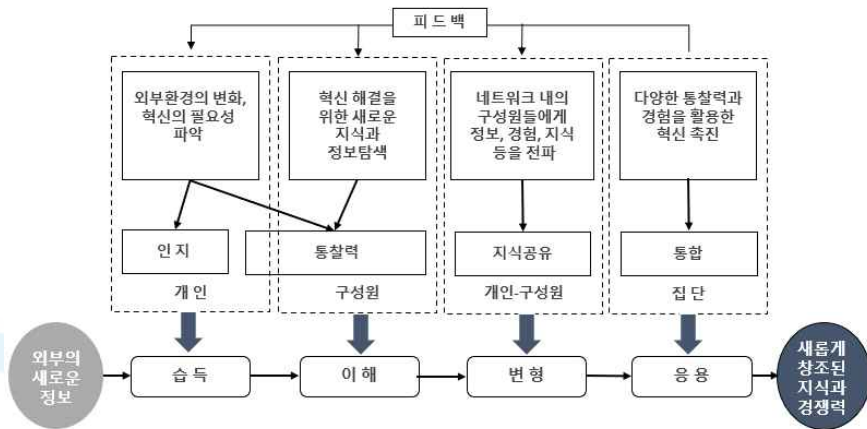 피드백
외부환경의 변화,
혁신의 필요성
파악
혁신 해결을
위한 새로운
지식과
정보탐색
네트워크 내의
구성원들에게
정보, 경험, 지식
등을 전파
다양한 통찰력과
경험을 활용한
혁신 촉진
인 지
통찰력
지식공유
통합
개 인
구성원
개인-구성원
집 단
외부의
새로운
정보
습 득
이 해
변 형
응 용
새롭게
창조된
지식과
경쟁력